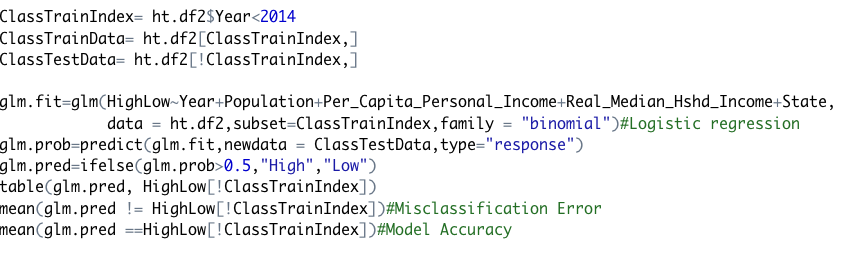 ClassTrainIndex= ht.df2$Year<2014
ClassTrainData= ht.df2[ClassTrainIndex,]
ClassTestData= ht.df2[!ClassTrainIndex,]
glm.fit=glm(HighLow~Year+Population+Per_Capita_Personal_Income+Real_Median_Hshd_Income+State,
data = ht.df2,subset=ClassTrainIndex,family = "binomial")#Logistic regression
glm.prob=predict(glm.fit,newdata = ClassTestData,type="response")
glm.pred=ifelse(glm.prob>0.5,"High","Low")
table(glm.pred, HighLow[!ClassTrainIndex])
mean(glm.pred != HighLow[!ClassTrainIndex])#Misclassification Error
mean(glm.pred ==HighLow[!ClassTrainIndex])#Model Accuracy